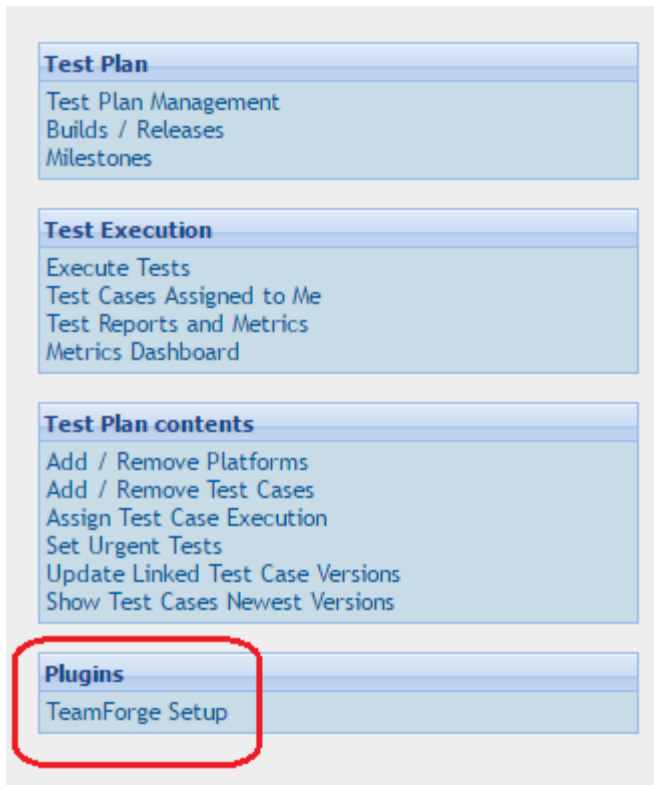 Test Plan
Test Plan Management
Builds / Releases
Milestones
Test Execution
Execute Tests
Test Cases Assigned to Me
Test Reports and Metrics
Metrics Dashboard
Test Plan contents
Add / Remove Platforms
Add / Remove Test Cases
Assign Test Case Execution
Set Urgent Tests
Update Linked Test Case Versions
Show Test Cases Newest Versions
Plugins
TeamForge Setup